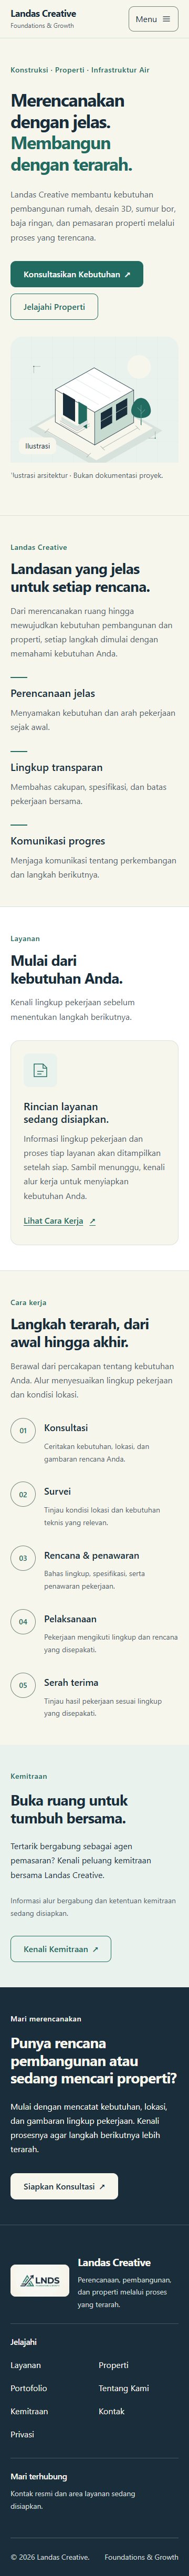 Landas Creative
Foundations & Growth
Menu
Konstruksi · Properti · Infrastruktur Air
Merencanakan
dengan jelas.
Membangun
dengan terarah.
Landas Creative membantu kebutuhan
pembangunan rumah, desain 3D, sumur bor,
baja ringan, dan pemasaran properti melalui
proses yang terencana.
Konsultasikan Kebutuhan ↗
Jelajahi Properti
Ilustrasi
'lustrasi arsitektur · Bukan dokumentasi proyek.
Landas Creative
Landasan yang jelas
untuk setiap rencana.
Dari merencanakan ruang hingga
mewujudkan kebutuhan pembangunan dan
properti, setiap langkah dimulai dengan
memahami kebutuhan Anda.
Perencanaan jelas
Menyamakan kebutuhan dan arah pekerjaan
sejak awal.
Lingkup transparan
Membahas cakupan, spesifikasi, dan batas
pekerjaan bersama.
Komunikasi progres
Menjaga komunikasi tentang perkembangan
dan langkah berikutnya.
Layanan
Mulai dari
kebutuhan Anda.
Kenali lingkup pekerjaan sebelum
menentukan langkah berikutnya.
Rincian layanan
sedang disiapkan.
Informasi lingkup pekerjaan dan
proses tiap layanan akan ditampilkan
setelah siap. Sambil menunggu, kenali
alur kerja untuk menyiapkan
kebutuhan Anda.
Lihat Cara Kerja ↗
Cara kerja
Langkah terarah, dari
awal hingga akhir.
Berawal dari percakapan tentang kebutuhan
Anda. Alur menyesuaikan lingkup pekerjaan
dan kondisi lokasi.
01
Konsultasi
Ceritakan kebutuhan, lokasi, dan
gambaran rencana Anda.
02
Survei
Tinjau kondisi lokasi dan kebutuhan
teknis yang relevan.
03
Rencana & penawaran
Bahas lingkup, spesifikasi, serta
penawaran pekerjaan.
04
Pelaksanaan
Pekerjaan mengikuti lingkup dan rencana
yang disepakati.
05
Serah terima
Tinjau hasil pekerjaan sesuai lingkup
yang disepakati.
Kemitraan
Buka ruang untuk
tumbuh bersama.
Tertarik bergabung sebagai agen
pemasaran? Kenali peluang kemitraan
bersama Landas Creative.
Informasi alur bergabung dan ketentuan kemitraan
sedang disiapkan.
Kenali Kemitraan ↗
Mari merencanakan
Punya rencana
pembangunan atau
sedang mencari properti?
Mulai dengan mencatat kebutuhan, lokasi,
dan gambaran lingkup pekerjaan. Kenali
prosesnya agar langkah berikutnya lebih
terarah.
Siapkan Konsultasi ↗
LNDS
Landas Creative
Perencanaan, pembangunan,
dan properti melalui proses
yang terarah.
Jelajahi
Layanan
Properti
Portofolio
Tentang Kami
Kemitraan
Kontak
Privasi
Mari terhubung
Kontak resmi dan area layanan sedang
disiapkan.
© 2026 Landas Creative.
Foundations & Growth